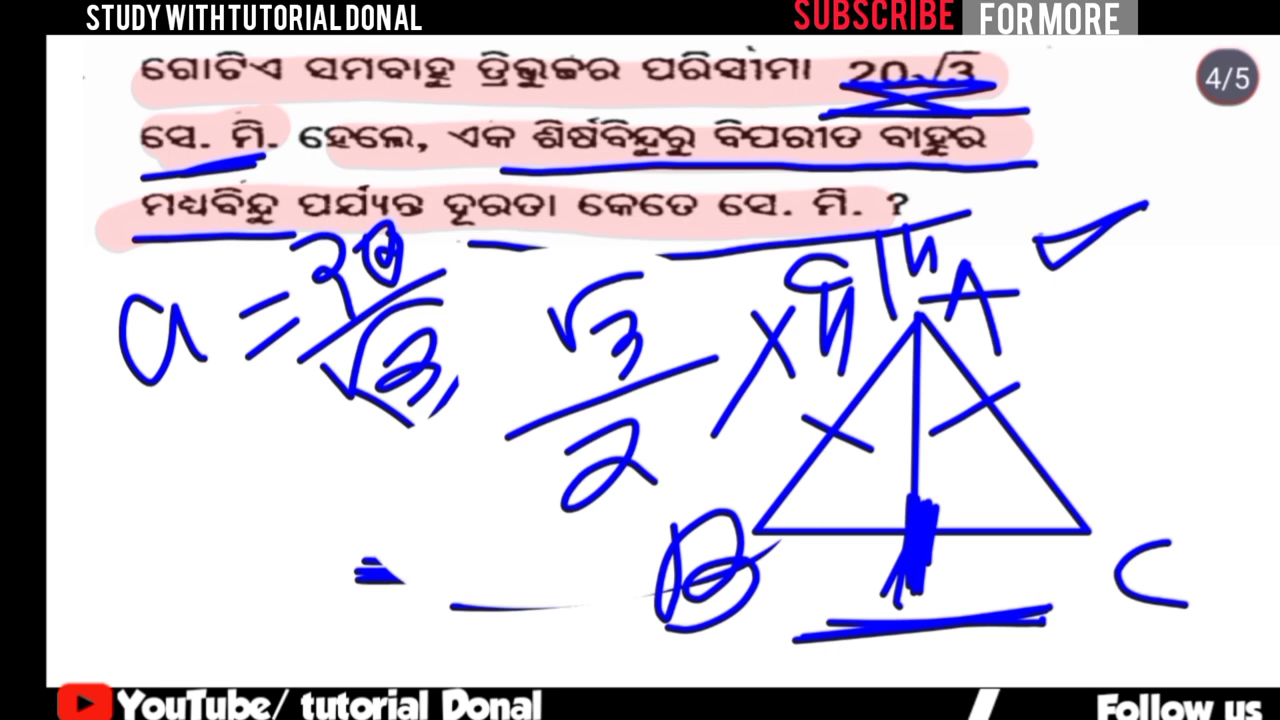 STUDY WITH TUTORIAL DONAL
SUBSCRIBE FOR MORE
4/5
ଗୋଟିଏ ସମବାହୁ ତ୍ରିଭୁଜର ପରିସୀମା 20√3
ସେ. ମି. ହେଲେ, ଏକ ଶିର୍ଷବିନ୍ଦୁରୁ ବିପରୀତ ବାହୁର
ମଧ୍ୟବିନ୍ଦୁ ପର୍ଯ୍ୟନ୍ତ ଦୂରତା କେତେ ସେ. ମି. ?
a =
√3
2
×
A
B
C
YouTube/ tutorial Donal
/ Follow us